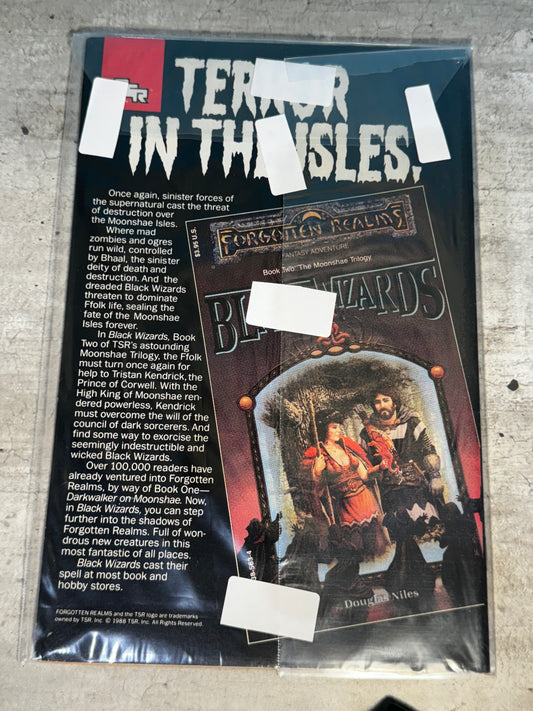 TERROR
IN THE ISLES.
Once again, sinister forces of
the supernatural cast the threat
of destruction over
the Moonshae Isles.
Where mad
zombies and ogres
run wild, controlled
by Bhaal, the sinister
deity of death and
destruction. And the
dreaded Black Wizards
threaten to dominate
Ffolk life, sealing the
fate of the Moonshae
Isles forever.
In Black Wizards, Book
Two of TSR's astounding
Moonshae Trilogy, the Ffolk
must turn once again for
help to Tristan Kendrick, the
Prince of Corwell. With the
High King of Moonshae ren-
dered powerless, Kendrick
must overcome the will of the
council of dark sorcerers. And
find some way to exorcise the
seemingly indestructible and
wicked Black Wizards.
Over 100,000 readers have
already ventured into Forgotten
Realms, by way of Book One—
Darkwalker on Moonshae. Now,
in Black Wizards, you can step
further into the shadows of
Forgotten Realms. Full of won-
drous new creatures in this
most fantastic of all places.
Black Wizards cast their
spell at most book and
hobby stores.
FORGOTTEN REALMS and the TSR logo are trademarks
owned by TSR, Inc. © 1988 TSR, Inc. All Rights Reserved.
$3.95 U.S.
FORGOTTEN REALMS
FANTASY ADVENTURE
Book Two: The Moonshae Trilogy
BLACK WIZARDS
Douglas Niles